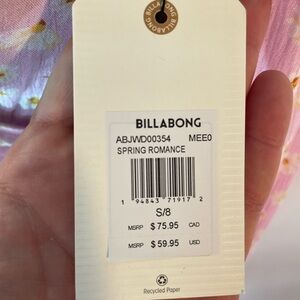 BILLABONG
BILLABONG
ABJWD00354 MEE0
SPRING ROMANCE
1 94843 71917 2
S/8
MSRP $ 75.95 CAD
MSRP $ 59.95 USD
Recycled Paper